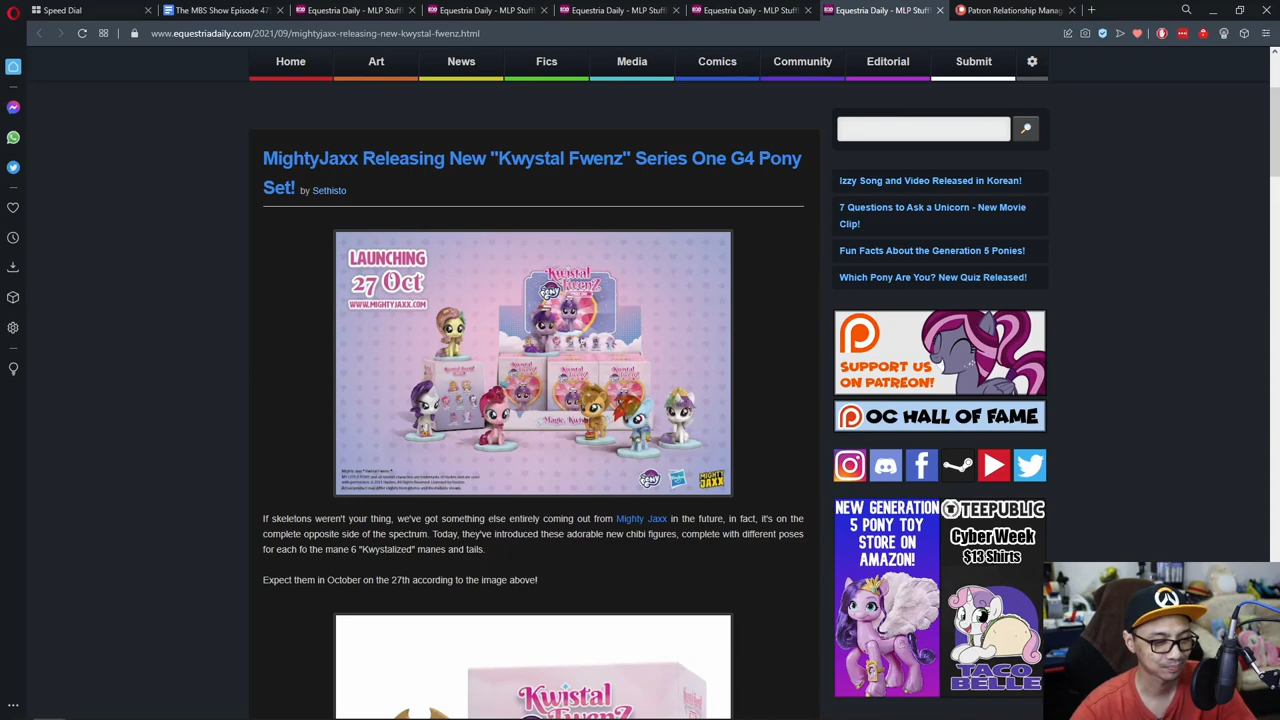 Speed Dial
The MBS Show Episode 47
Equestria Daily - MLP Stuff
Equestria Daily - MLP Stuff
Equestria Daily - MLP Stuff
Equestria Daily - MLP Stuff
Equestria Daily - MLP Stuff
Patron Relationship Manag
www.equestriadaily.com/2021/09/mightyjaxx-releasing-new-kwystal-fwenz.html
Home
Art
News
Fics
Media
Comics
Community
Editorial
Submit
MightyJaxx Releasing New "Kwystal Fwenz" Series One G4 Pony
Set! by Sethisto
LAUNCHING
27 Oct
WWW.MIGHTYJAXX.COM
Kwistal
Fwenz
MIGHTY
JAXX
If skeletons weren't your thing, we've got something else entirely coming out from Mighty Jaxx in the future, in fact, it's on the
complete opposite side of the spectrum. Today, they've introduced these adorable new chibi figures, complete with different poses
for each fo the mane 6 "Kwystalized" manes and tails.
Expect them in October on the 27th according to the image above!
Kwistal
Fwenz
Izzy Song and Video Released in Korean!
7 Questions to Ask a Unicorn - New Movie
Clip!
Fun Facts About the Generation 5 Ponies!
Which Pony Are You? New Quiz Released!
SUPPORT US
ON PATREON!
OC HALL OF FAME
NEW GENERATION
5 PONY TOY
STORE ON
AMAZON!
TEEPUBLIC
Cyber Week
$13 Shirts
TACO
BELLE